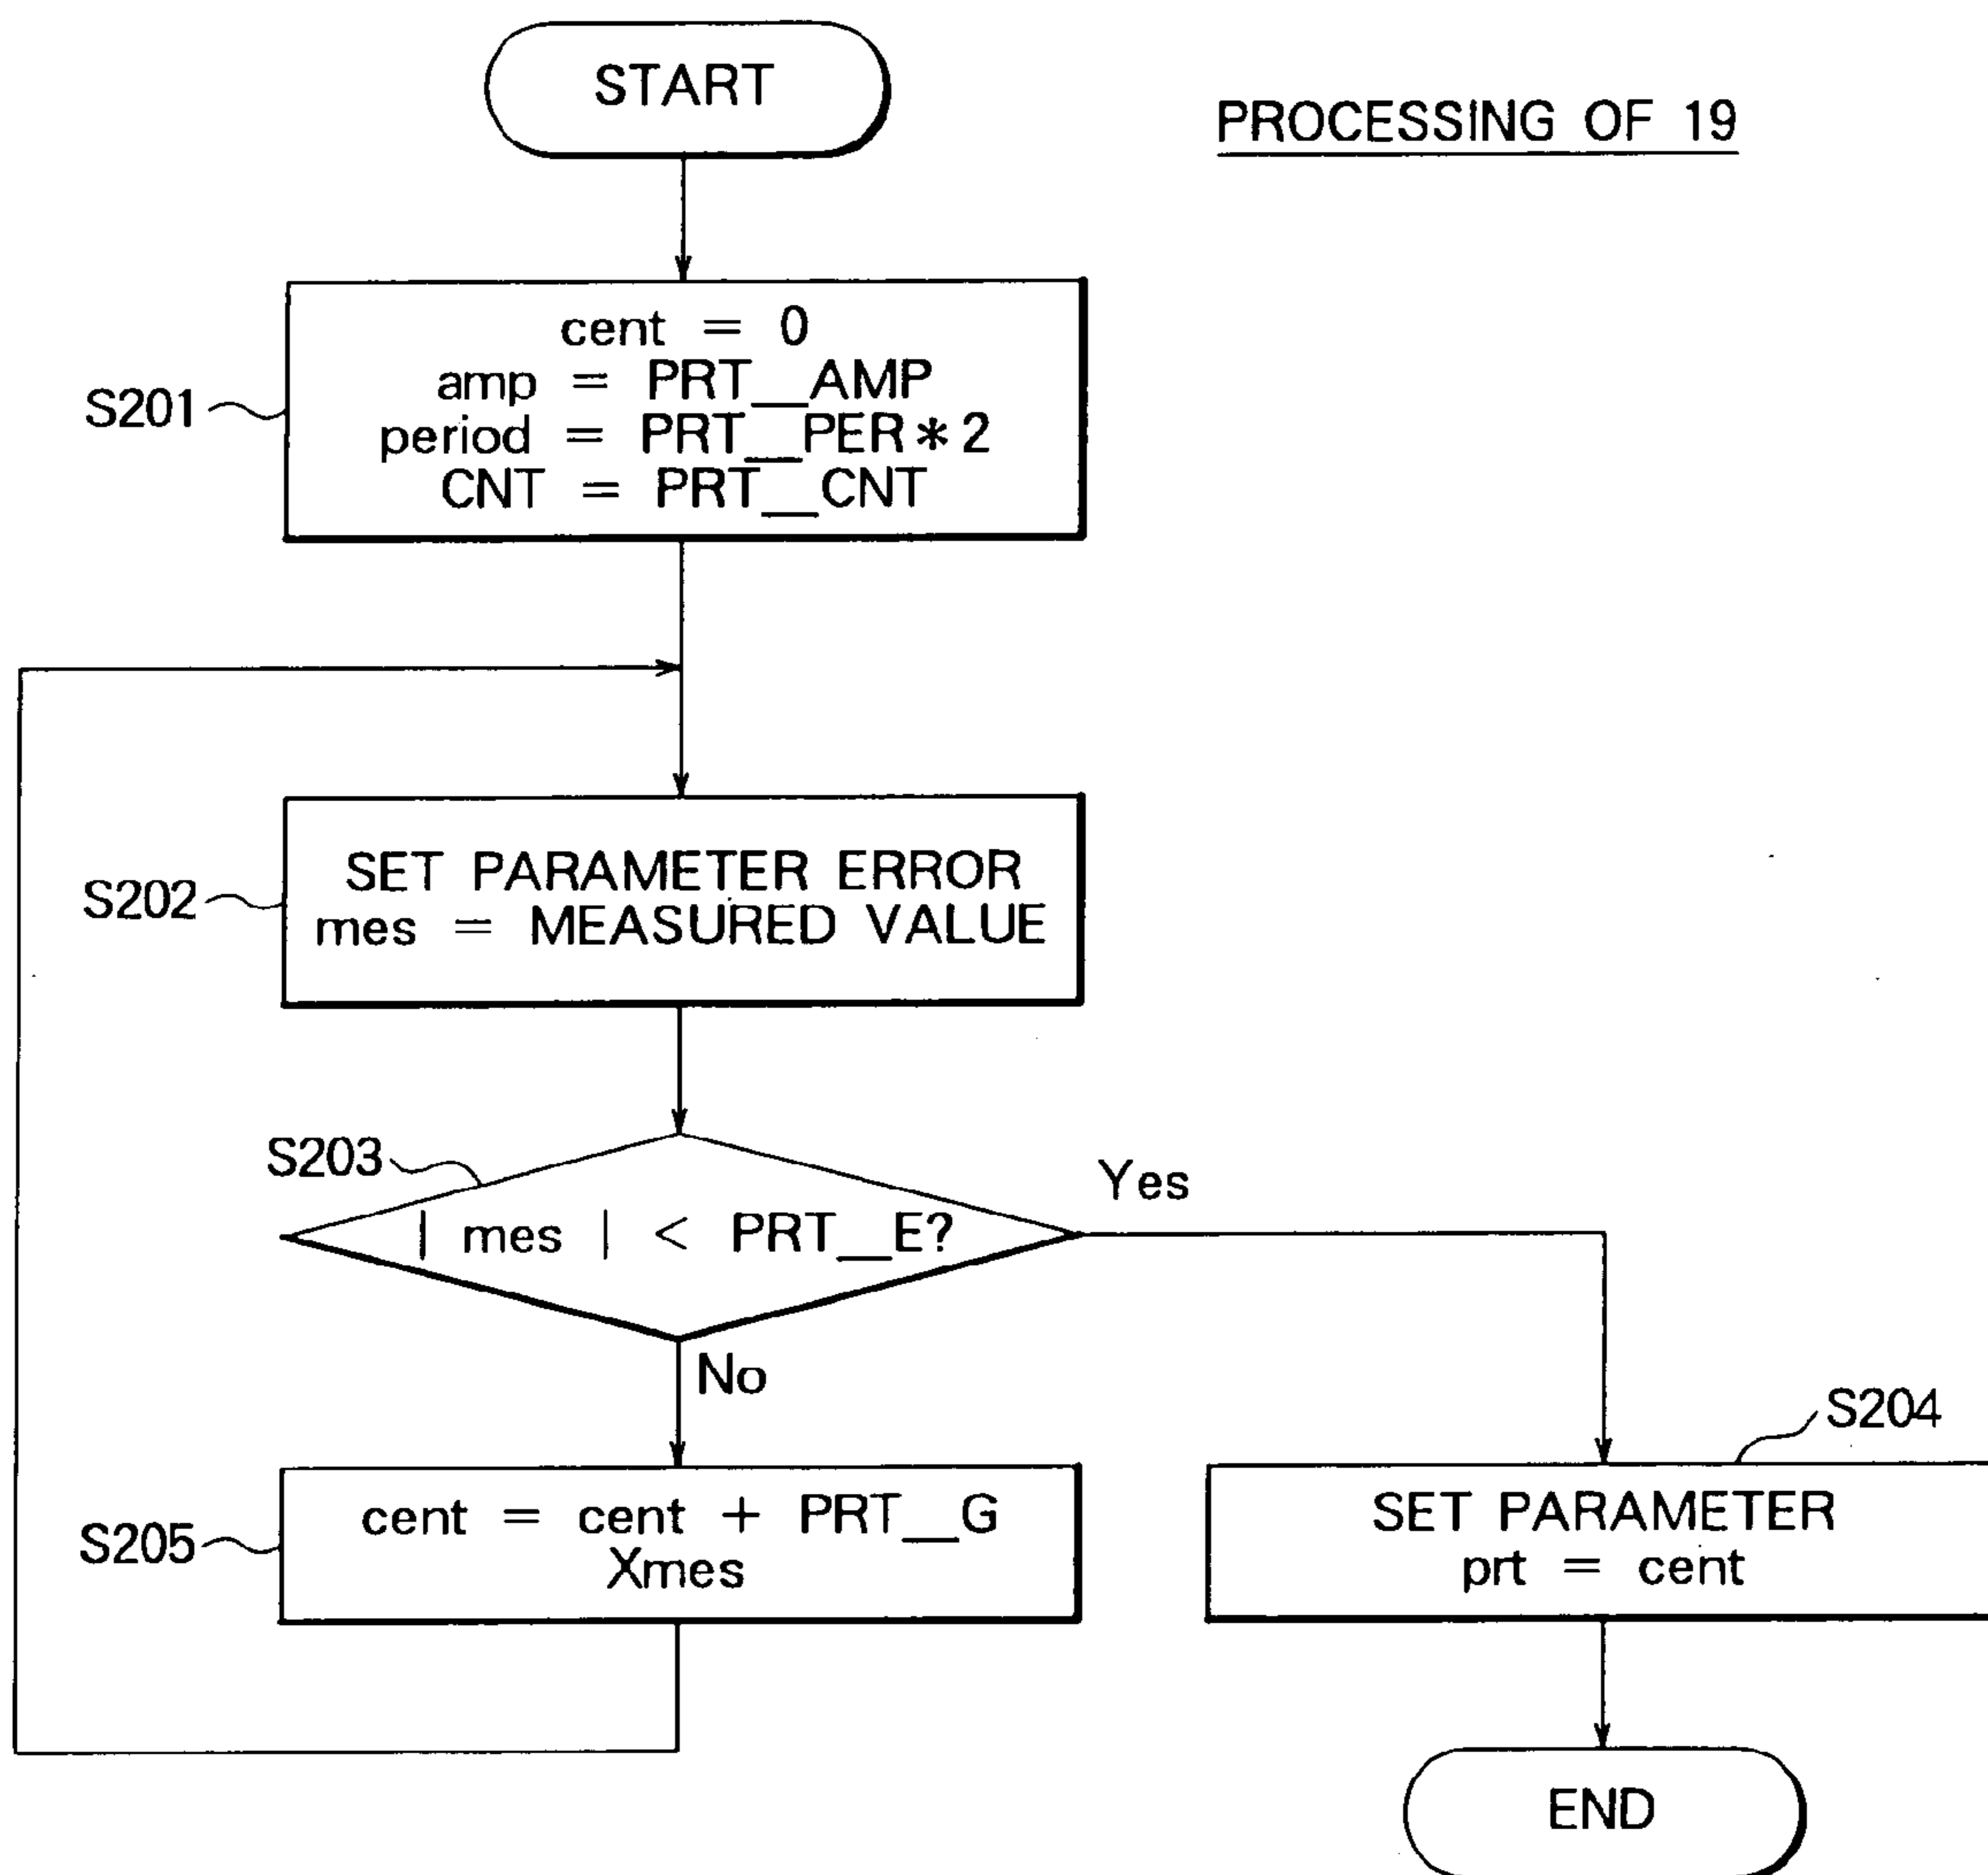 START
PROCESSING OF 19
S201
cent = 0
amp = PRT__AMP
period = PRT__PER*2
CNT = PRT__CNT
S202
SET PARAMETER ERROR
mes = MEASURED VALUE
S203
| mes | < PRT__E?
Yes
No
S204
S205
cent = cent + PRT__G
Xmes
SET PARAMETER
prt = cent
END